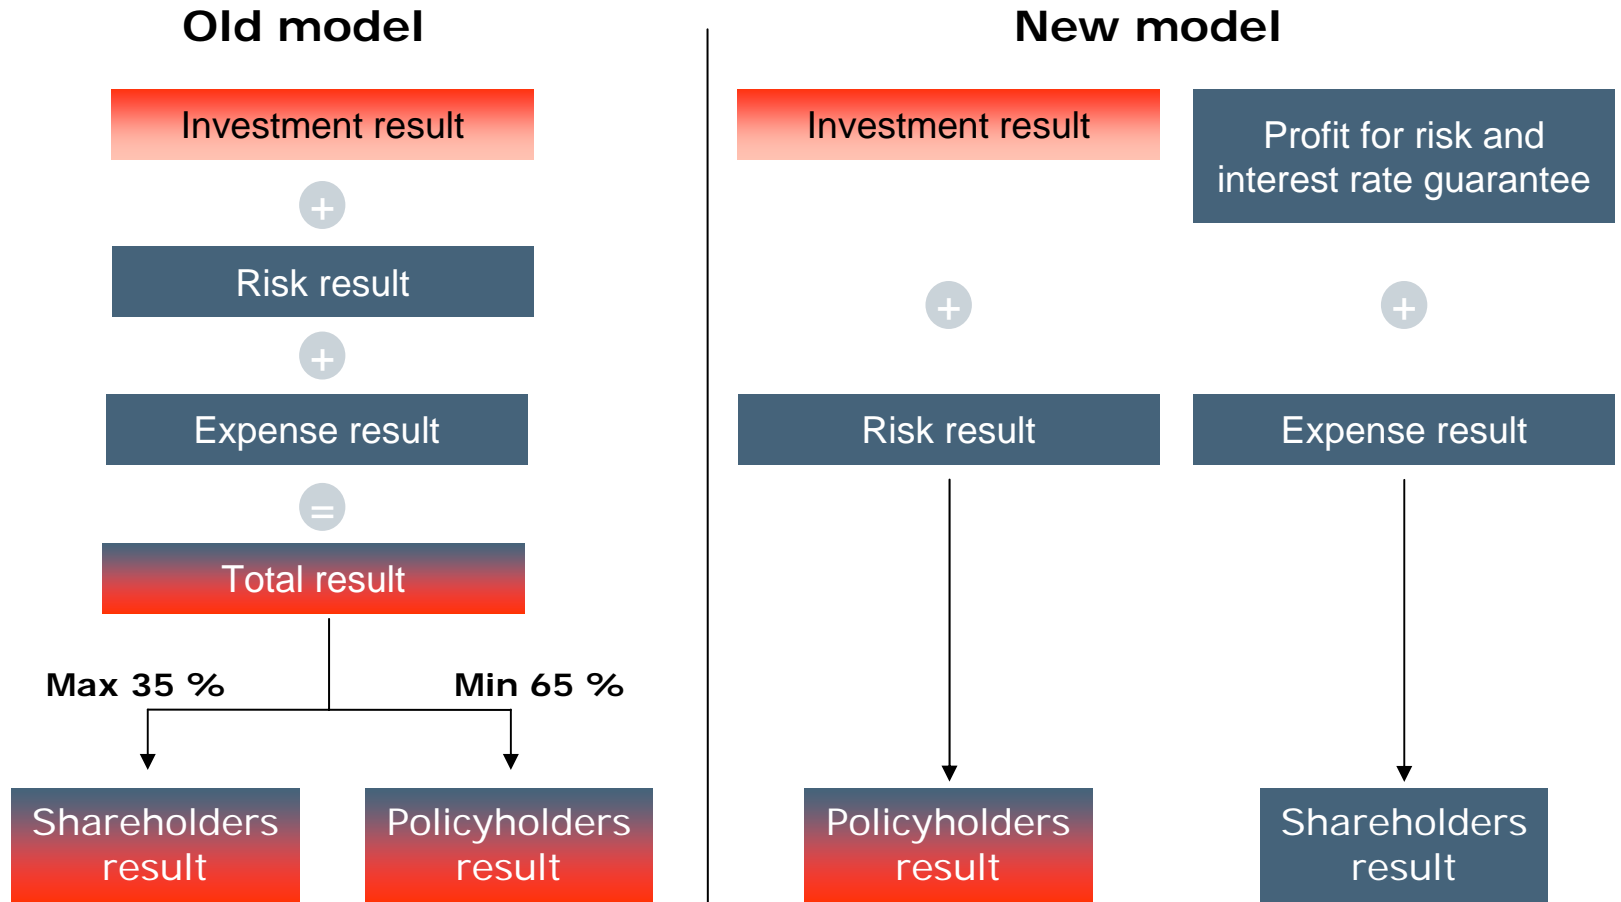 Old model
Investment result
+
Risk result
+
Expense result
=
Total result
Max 35 %
Min 65 %
Shareholders
result
Policyholders
result
New model
Investment result
+
Risk result
Policyholders
result
Profit for risk and
interest rate guarantee
+
Expense result
Shareholders
result